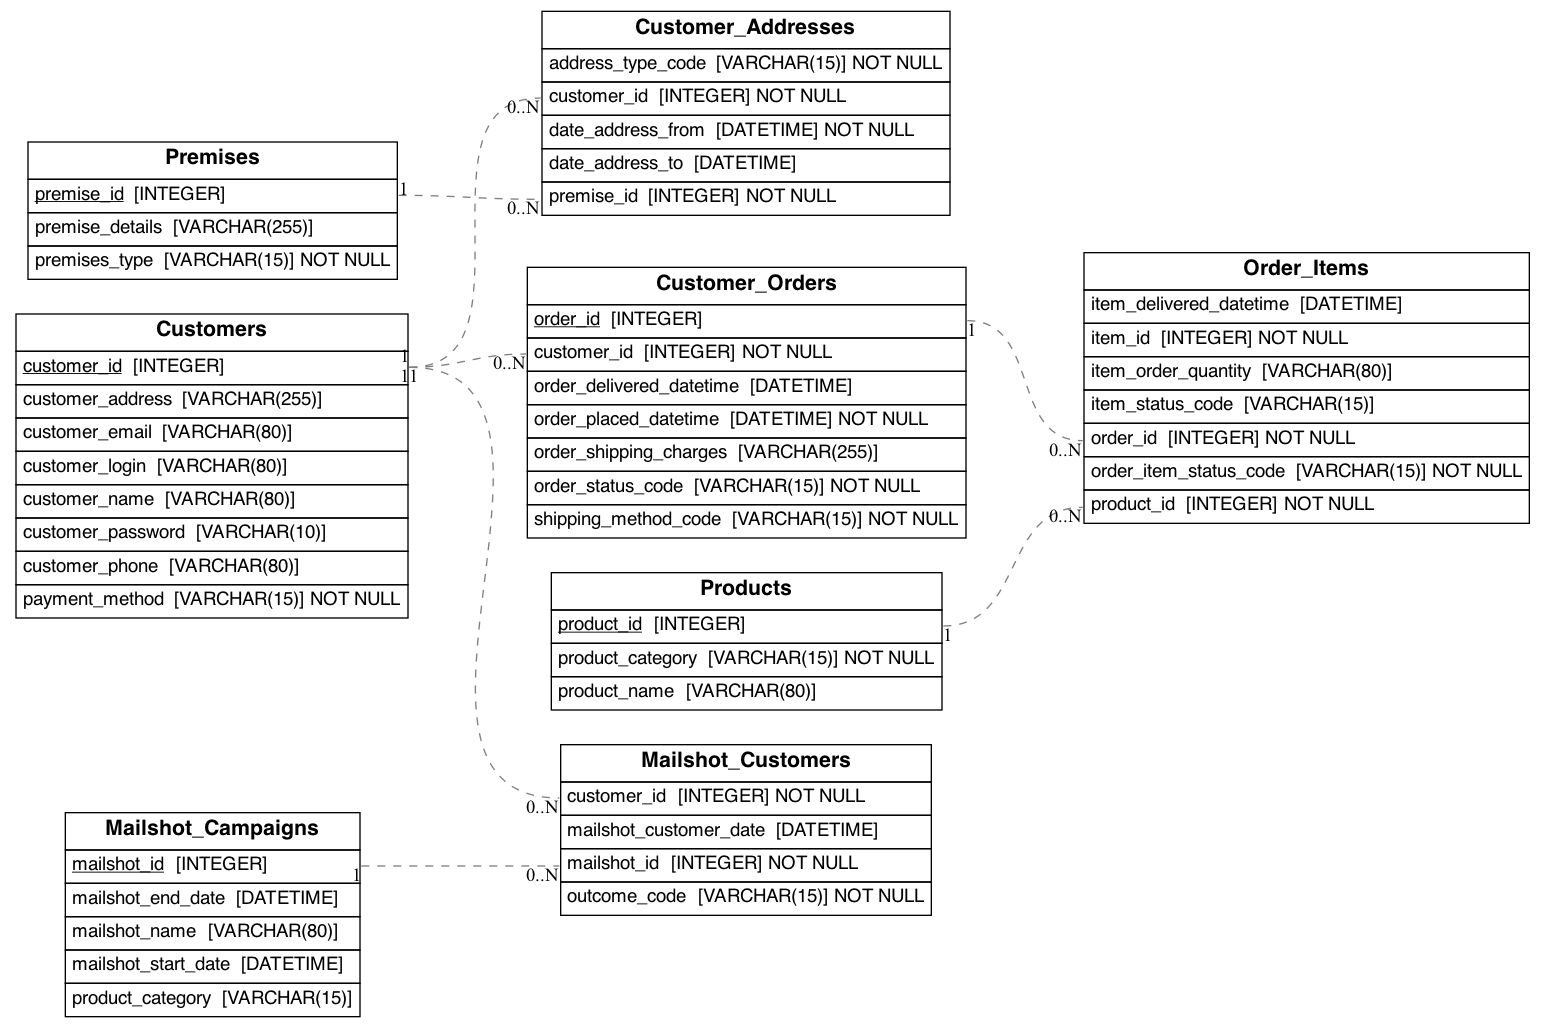 Customer_Addresses
address_type_code [VARCHAR(15)] NOT NULL
customer_id [INTEGER] NOT NULL
date_address_from [DATETIME] NOT NULL
date_address_to [DATETIME]
premise_id [INTEGER] NOT NULL
0..N
0..N
Premises
premise_id [INTEGER]
premise_details [VARCHAR(255)]
premises_type [VARCHAR(15)] NOT NULL
1
Customers
customer_id [INTEGER]
customer_address [VARCHAR(255)]
customer_email [VARCHAR(80)]
customer_login [VARCHAR(80)]
customer_name [VARCHAR(80)]
customer_password [VARCHAR(10)]
customer_phone [VARCHAR(80)]
payment_method [VARCHAR(15)] NOT NULL
1
11
Customer_Orders
order_id [INTEGER]
customer_id [INTEGER] NOT NULL
order_delivered_datetime [DATETIME]
order_placed_datetime [DATETIME] NOT NULL
order_shipping_charges [VARCHAR(255)]
order_status_code [VARCHAR(15)] NOT NULL
shipping_method_code [VARCHAR(15)] NOT NULL
0..N
1
Order_Items
item_delivered_datetime [DATETIME]
item_id [INTEGER] NOT NULL
item_order_quantity [VARCHAR(80)]
item_status_code [VARCHAR(15)]
order_id [INTEGER] NOT NULL
order_item_status_code [VARCHAR(15)] NOT NULL
product_id [INTEGER] NOT NULL
0..N
0..N
Products
product_id [INTEGER]
product_category [VARCHAR(15)] NOT NULL
product_name [VARCHAR(80)]
1
Mailshot_Customers
customer_id [INTEGER] NOT NULL
mailshot_customer_date [DATETIME]
mailshot_id [INTEGER] NOT NULL
outcome_code [VARCHAR(15)] NOT NULL
0..N
0..N
Mailshot_Campaigns
mailshot_id [INTEGER]
mailshot_end_date [DATETIME]
mailshot_name [VARCHAR(80)]
mailshot_start_date [DATETIME]
product_category [VARCHAR(15)]
1